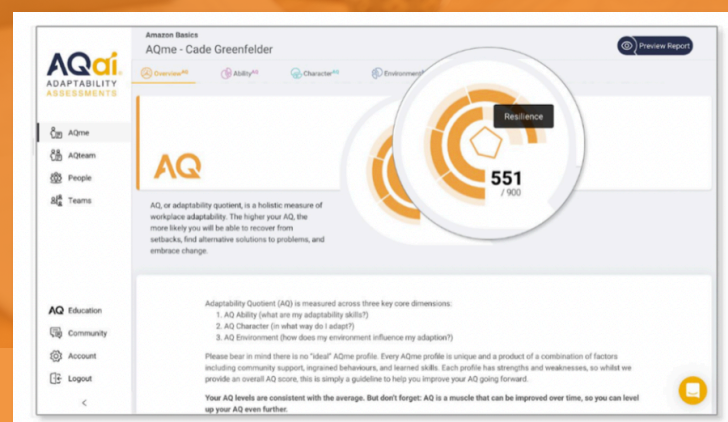 AQai.
ADAPTABILITY
ASSESSMENTS
Amazon Basics
AQme - Cade Greenfelder
Preview Report
Overview AQ
Ability AQ
Character AQ
Environment
AQme
AQteam
People
Teams
AQ Education
Community
Account
Logout
AQ
AQ, or adaptability quotient, is a holistic measure of
workplace adaptability. The higher your AQ, the
more likely you will be able to recover from
setbacks, find alternative solutions to problems, and
embrace change.
Resilience
551
/ 900
Adaptability Quotient (AQ) is measured across three key core dimensions:
1. AQ Ability (what are my adaptability skills?)
2. AQ Character (in what way do I adapt?)
3. AQ Environment (how does my environment influence my adaption?)
Please bear in mind there is no "ideal" AQme profile. Every AQme profile is unique and a product of a combination of factors
including community support, ingrained behaviours, and learned skills. Each profile has strengths and weaknesses, so whilst we
provide an overall AQ score, this is simply a guideline to help you improve your AQ going forward.
Your AQ levels are consistent with the average. But don't forget: AQ is a muscle that can be improved over time, so you can level
up your AQ even further.